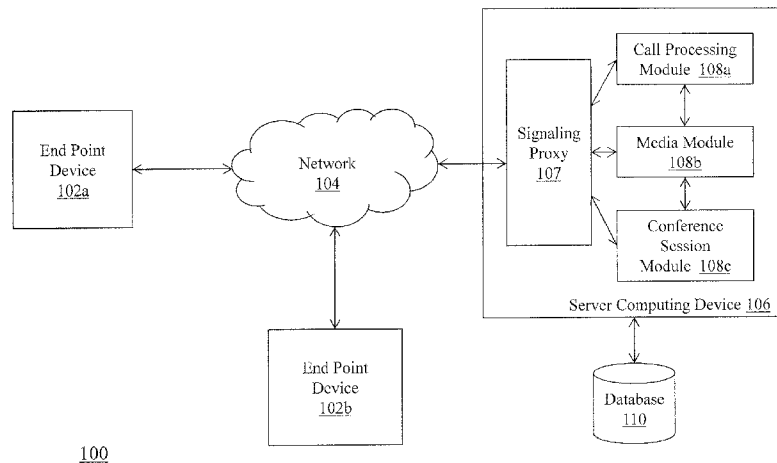 End Point
Device
102a
Network
104
End Point
Device
102b
Signaling
Proxy
107
Call Processing
Module 108a
Media Module
108b
Conference
Session
Module 108c
Server Computing Device 106
Database
110
100